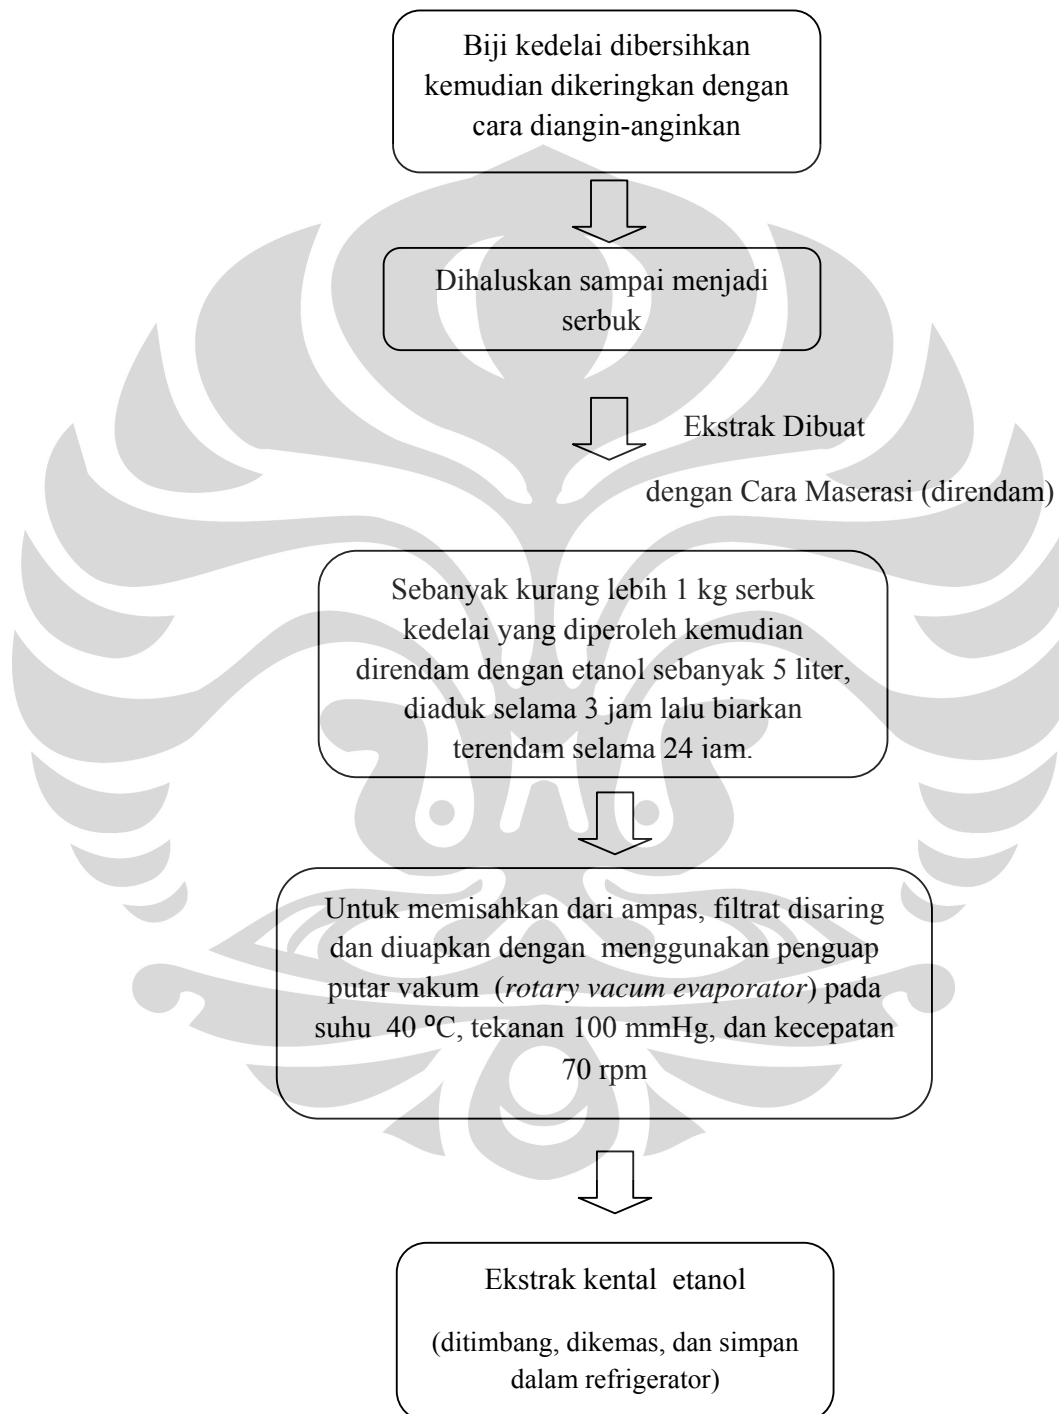 Biji kedelai dibersihkan
kemudian dikeringkan dengan
cara diangin-anginkan
Dihaluskan sampai menjadi
serbuk
Ekstrak Dibuat
dengan Cara Maserasi (direndam)
Sebanyak kurang lebih 1 kg serbuk
kedelai yang diperoleh kemudian
direndam dengan etanol sebanyak 5 liter,
diaduk selama 3 jam lalu biarkan
terendam selama 24 jam.
Untuk memisahkan dari ampas, filtrat disaring
dan diuapkan dengan menggunakan penguap
putar vakum (rotary vacum evaporator) pada
suhu 40 ⁰C, tekanan 100 mmHg, dan kecepatan
70 rpm
Ekstrak kental etanol
(ditimbang, dikemas, dan simpan
dalam refrigerator)